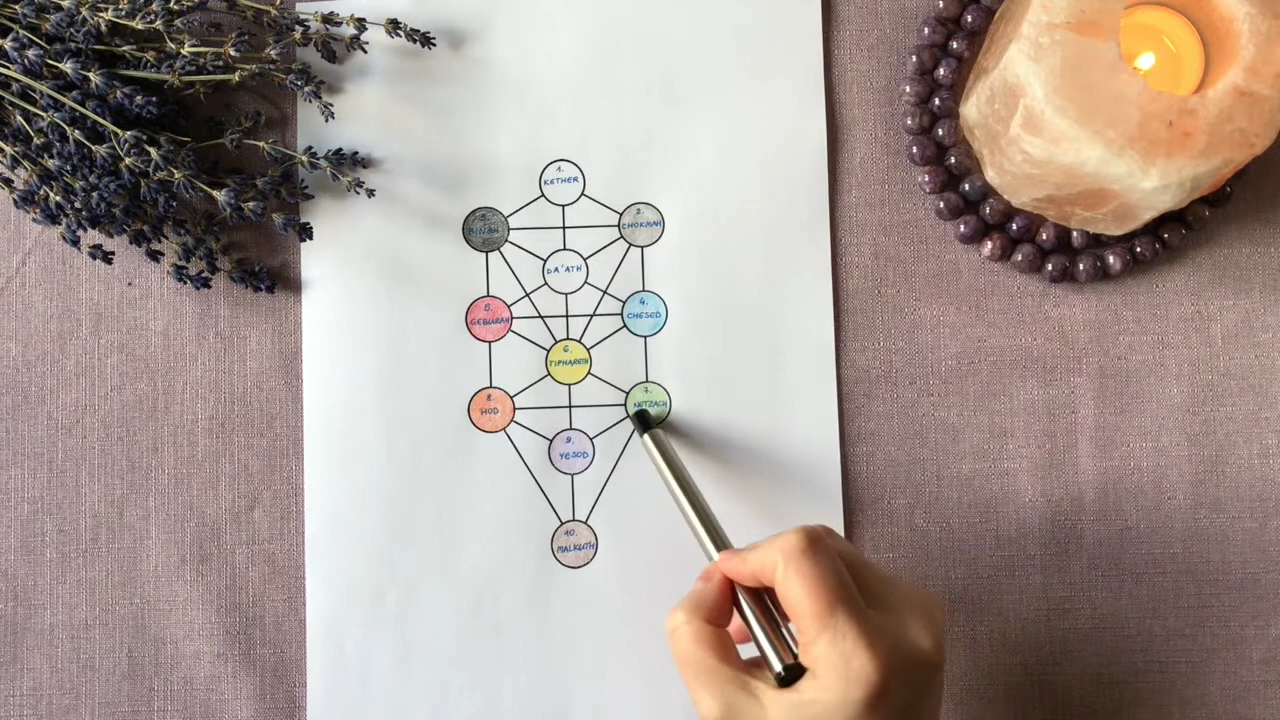 1.
KETHER
3.
BINAH
2.
CHOKMAH
DA'ATH
5.
GEBURAH
4.
CHESED
6.
TIPHARETH
8.
HOD
7.
NETZACH
9.
YESOD
10.
MALKUTH